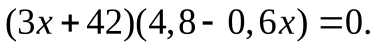 (3x + 42)(4,8 − 0,6x) = 0.